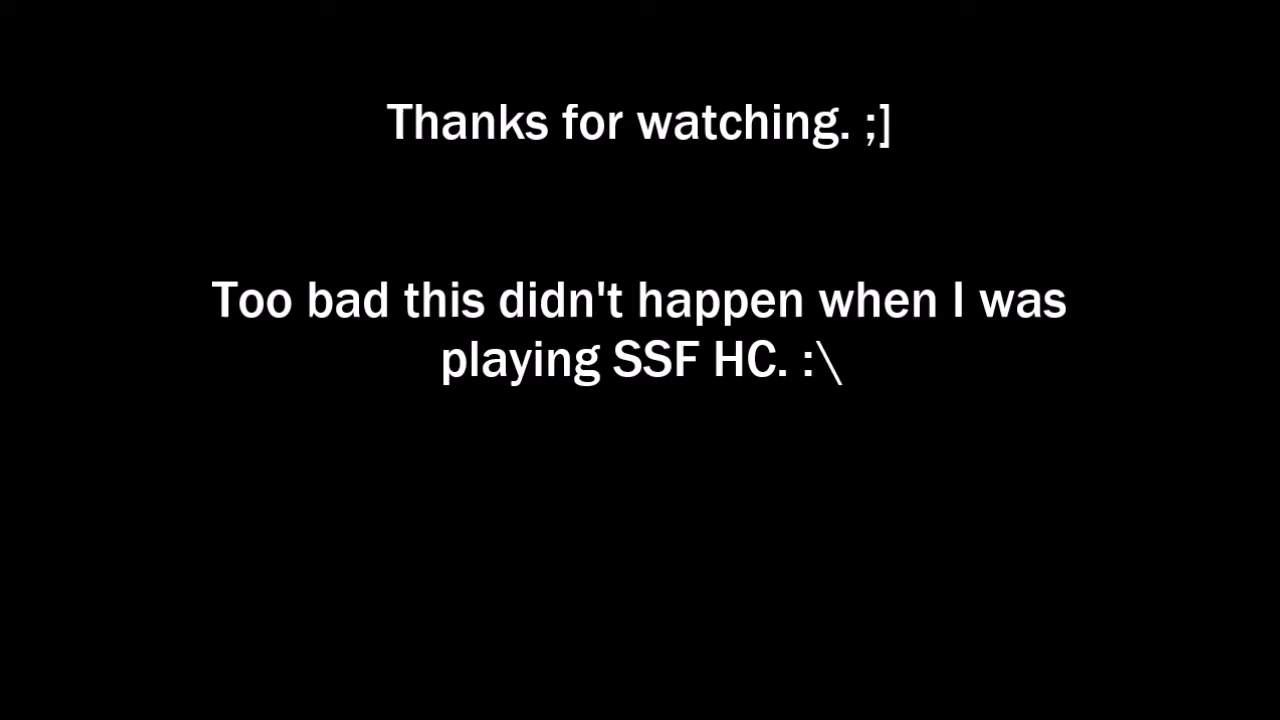 Thanks for watching. ;]
Too bad this didn't happen when I was
playing SSF HC. :\